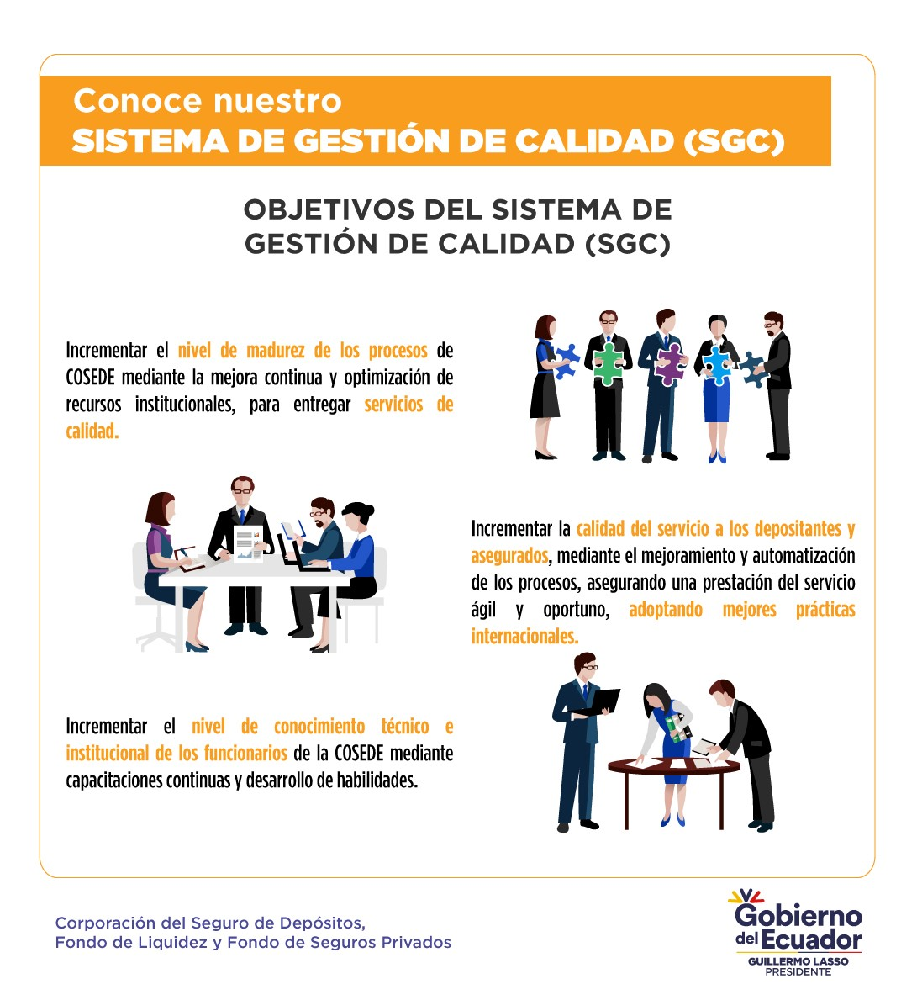 Conoce nuestro
SISTEMA DE GESTIÓN DE CALIDAD (SGC)
OBJETIVOS DEL SISTEMA DE
GESTIÓN DE CALIDAD (SGC)
Incrementar el nivel de madurez de los procesos de
COSEDE mediante la mejora continua y optimización de
recursos institucionales, para entregar servicios de
calidad.
Incrementar la calidad del servicio a los depositantes y
asegurados, mediante el mejoramiento y automatización
de los procesos, asegurando una prestación del servicio
ágil y oportuno, adoptando mejores prácticas
internacionales.
Incrementar el nivel de conocimiento técnico e
institucional de los funcionarios de la COSEDE mediante
capacitaciones continuas y desarrollo de habilidades.
Corporación del Seguro de Depósitos,
Fondo de Liquidez y Fondo de Seguros Privados
Gobierno
del Ecuador
GUILLERMO LASSO
PRESIDENTE